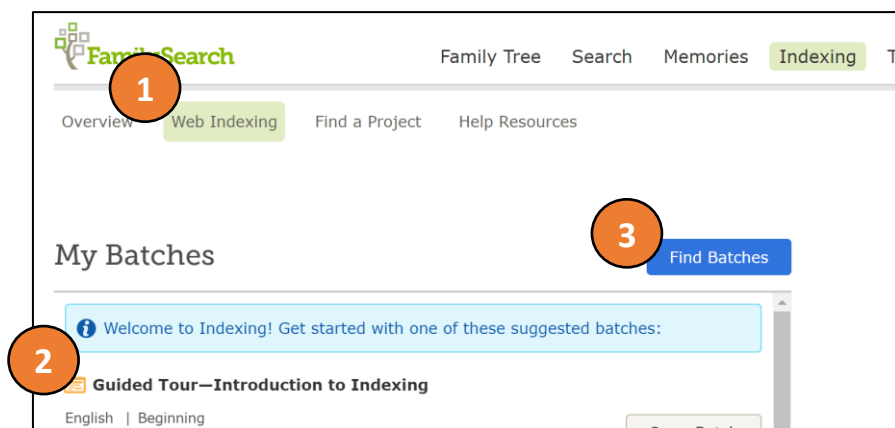 FamilySearch
Family Tree Search Memories Indexing
1
Overview Web Indexing Find a Project Help Resources
3
My Batches
Find Batches
Welcome to Indexing! Get started with one of these suggested batches:
2
Guided Tour—Introduction to Indexing
English | Beginning